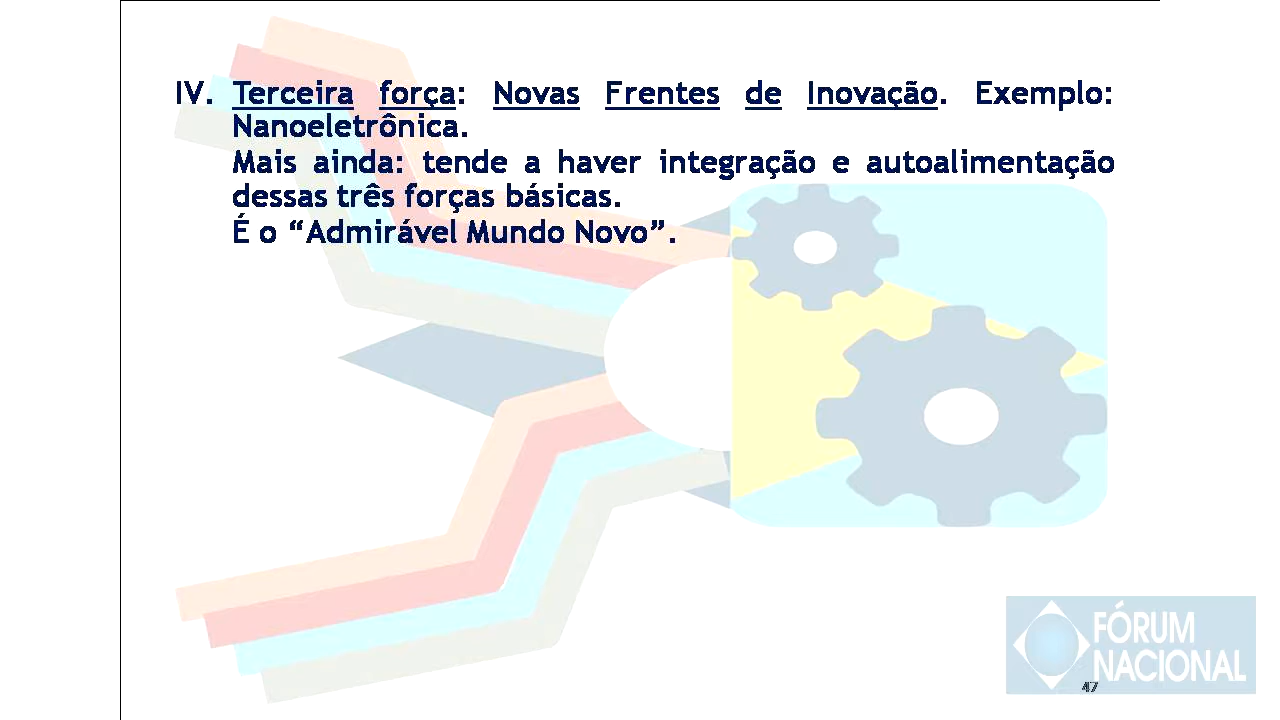 IV. Terceira força: Novas Frentes de Inovação. Exemplo:
Nanoeletrônica.
Mais ainda: tende a haver integração e autoalimentação
dessas três forças básicas.
É o “Admirável Mundo Novo”.
FÓRUM
NACIONAL
47